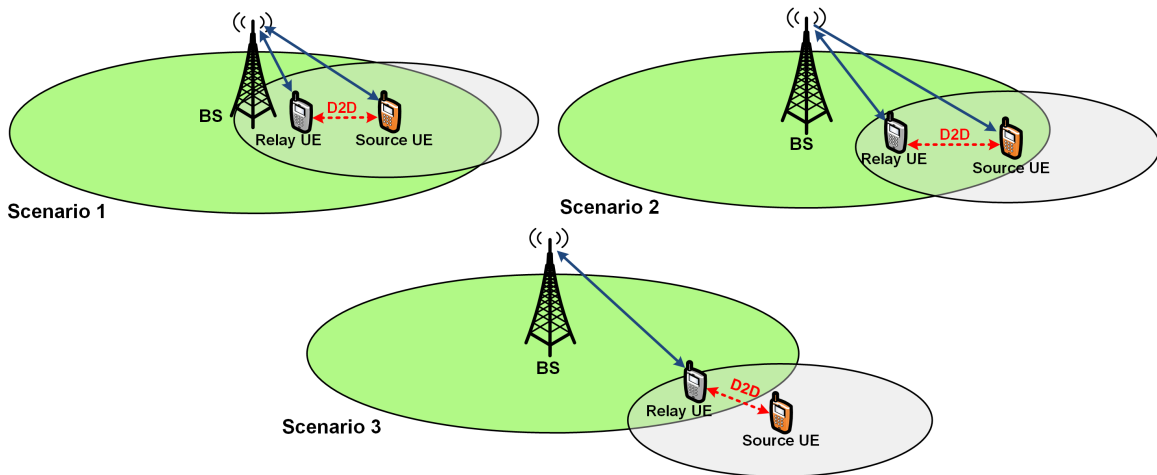 D2D
BS
Relay UE
Source UE
Scenario 1
D2D
BS
Relay UE
Source UE
Scenario 2
D2D
BS
Relay UE
Source UE
Scenario 3